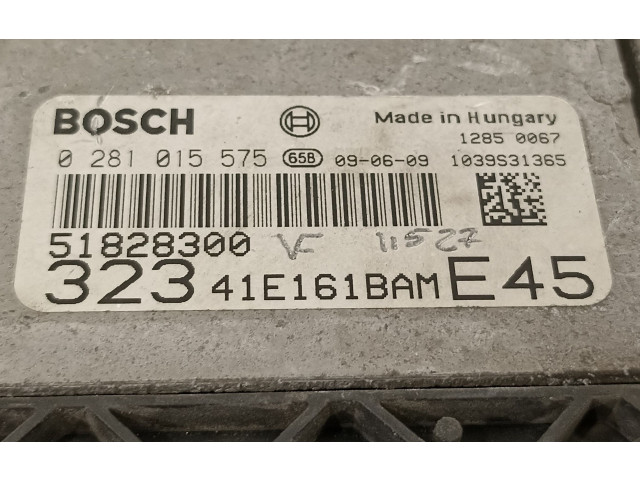 BOSCH Made in Hungary
1285 0067
0 281 015 575 658 09-06-09 1039S31365
51828300 VF 11527
323 41E161BAM E45